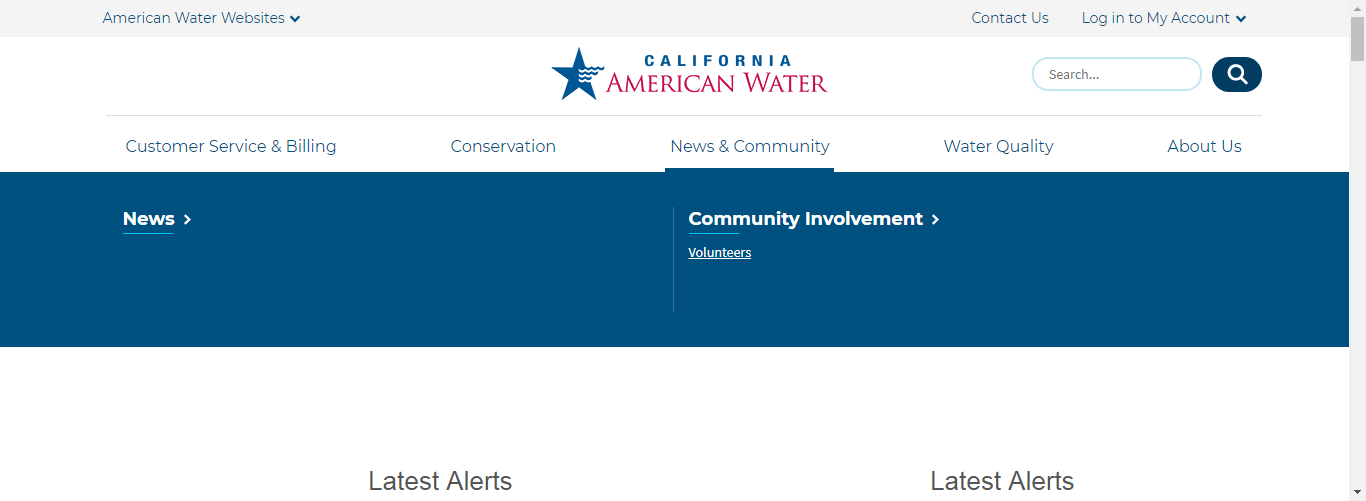 American Water Websites
Contact Us
Log in to My Account
CALIFORNIA
AMERICAN WATER
Search...
Customer Service & Billing
Conservation
News & Community
Water Quality
About Us
News
Community Involvement
Volunteers
Latest Alerts
Latest Alerts